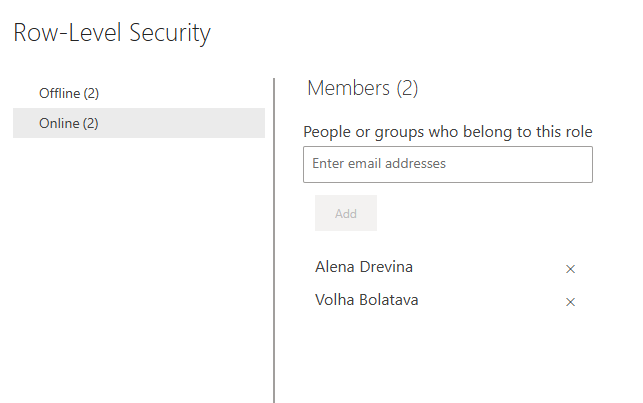 Row-Level Security
Offline (2)
Online (2)
Members (2)
People or groups who belong to this role
Enter email addresses
Add
Alena Drevina
Volha Bolatava